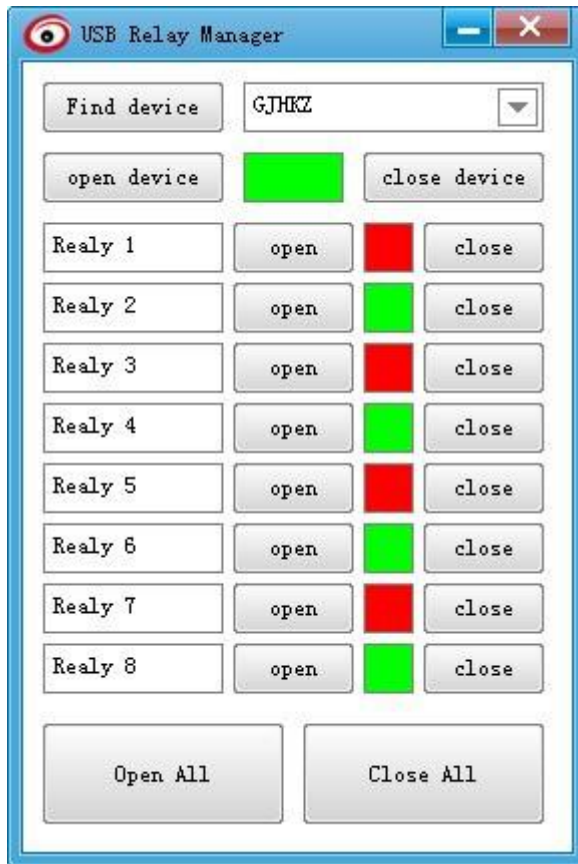 USB Relay Manager
Find device GJHKZ
open device close device
Realy 1 open close
Realy 2 open close
Realy 3 open close
Realy 4 open close
Realy 5 open close
Realy 6 open close
Realy 7 open close
Realy 8 open close
Open All Close All